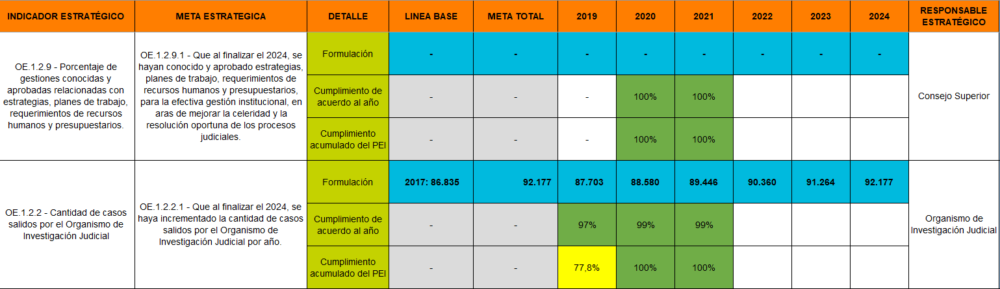 INDICADOR ESTRATÉGICO META ESTRATEGICA DETALLE LINEA BASE META TOTAL 2019 2020 2021 2022 2023 2024 RESPONSABLE
ESTRATÉGICO
OE.1.2.9 - Porcentaje de
gestiones conocidas y
aprobadas relacionadas con
estrategias, planes de trabajo,
requerimientos de recursos
humanos y presupuestarios.
OE.1.2.9.1 - Que al finalizar el 2024, se
hayan conocido y aprobado estrategias,
planes de trabajo, requerimientos de
recursos humanos y presupuestarios,
para la efectiva gestión institucional, en
aras de mejorar la celeridad y la
resolución oportuna de los procesos
judiciales.
Formulación - - - - - - - -
Cumplimiento de
acuerdo al año - - - 100% 100%
Cumplimiento
acumulado del PEI - - - 100% 100%
Consejo Superior
OE.1.2.2 - Cantidad de casos
salidos por el Organismo de
Investigación Judicial
OE.1.2.2.1 - Que al finalizar el 2024, se
haya incrementado la cantidad de casos
salidos por el Organismo de
Investigación Judicial por año.
Formulación 2017: 86.835 92.177 87.703 88.580 89.446 90.360 91.264 92.177
Cumplimiento de
acuerdo al año - - 97% 99% 99%
Cumplimiento
acumulado del PEI - - 77,8% 100% 100%
Organismo de
Investigación Judicial